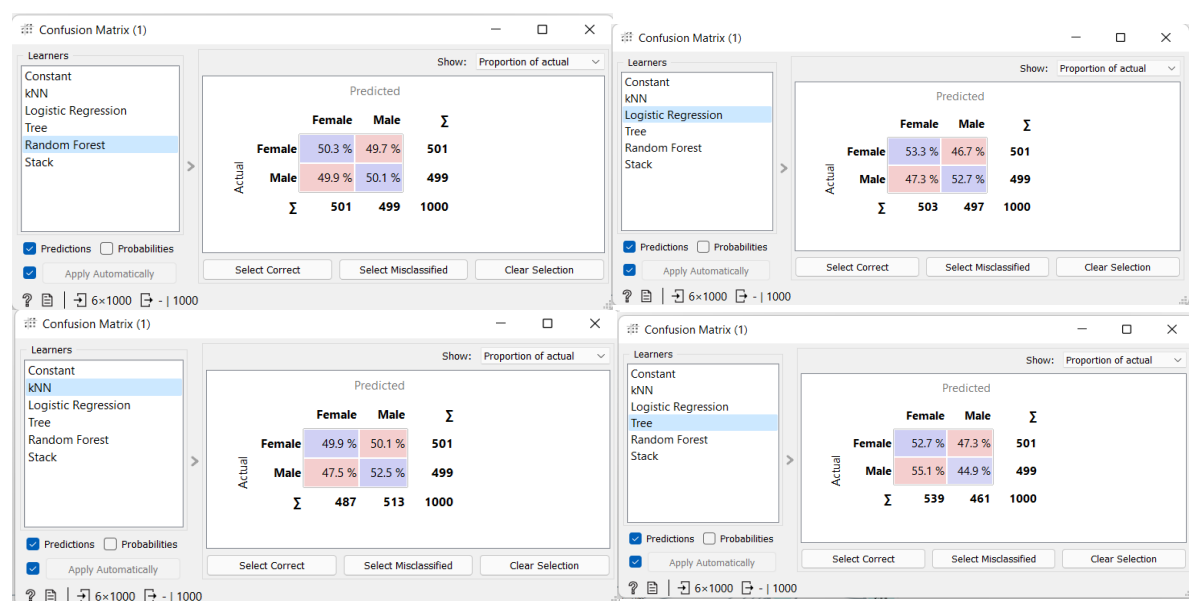 Confusion Matrix (1)
Learners
Constant
kNN
Logistic Regression
Tree
Random Forest
Stack
Show: Proportion of actual
Predicted
Female Male Σ
Female 50.3 % 49.7 % 501
Male 49.9 % 50.1 % 499
Σ 501 499 1000
Actual
Predictions Probabilities
Apply Automatically
Select Correct Select Misclassified Clear Selection
? 6×1000 - | 1000
Confusion Matrix (1)
Learners
Constant
kNN
Logistic Regression
Tree
Random Forest
Stack
Show: Proportion of actual
Predicted
Female Male Σ
Female 53.3 % 46.7 % 501
Male 47.3 % 52.7 % 499
Σ 503 497 1000
Actual
Predictions Probabilities
Apply Automatically
Select Correct Select Misclassified Clear Selection
? 6×1000 - | 1000
Confusion Matrix (1)
Learners
Constant
kNN
Logistic Regression
Tree
Random Forest
Stack
Show: Proportion of actual
Predicted
Female Male Σ
Female 49.9 % 50.1 % 501
Male 47.5 % 52.5 % 499
Σ 487 513 1000
Actual
Predictions Probabilities
Apply Automatically
Select Correct Select Misclassified Clear Selection
? 6×1000 - | 1000
Confusion Matrix (1)
Learners
Constant
kNN
Logistic Regression
Tree
Random Forest
Stack
Show: Proportion of actual
Predicted
Female Male Σ
Female 52.7 % 47.3 % 501
Male 55.1 % 44.9 % 499
Σ 539 461 1000
Actual
Predictions Probabilities
Apply Automatically
Select Correct Select Misclassified Clear Selection
? 6×1000 - | 1000